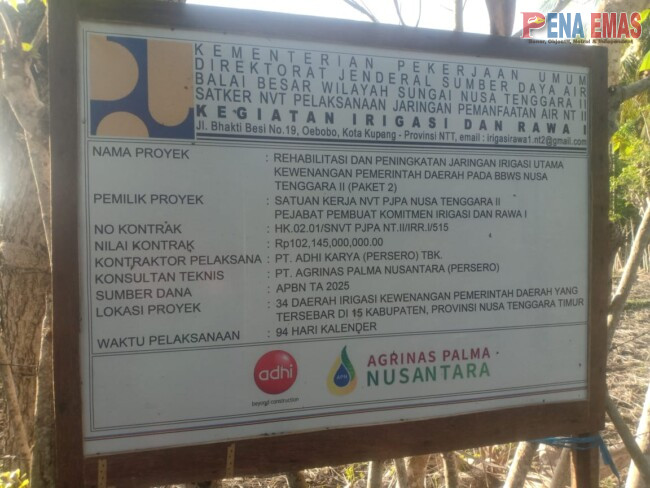 PENA EMAS
KEMENTERIAN PEKERJAAN UMUM
DIREKTORAT JENDERAL SUMBER DAYA AIR
BALAI BESAR WILAYAH SUNGAI NUSA TENGGARA II
SATKER NVT PELAKSANAAN JARINGAN PEMANFAATAN AIR NT II
KEGIATAN IRIGASI DAN RAWA I
Jl. Bhakti Besi No.19, Oebobo, Kota Kupang - Provinsi NTT, email : irigasirawa1.nt2@gmail.com
NAMA PROYEK : REHABILITASI DAN PENINGKATAN JARINGAN IRIGASI UTAMA
KEWENANGAN PEMERINTAH DAERAH PADA BBWS NUSA
TENGGARA II (PAKET 2)
PEMILIK PROYEK : SATUAN KERJA NVT PJPA NUSA TENGGARA II
PEJABAT PEMBUAT KOMITMEN IRIGASI DAN RAWA I
NO KONTRAK : HK.02.01/SNVT PJPA NT.II/IRR.I/515
NILAI KONTRAK : Rp102,145,000,000.00
KONTRAKTOR PELAKSANA : PT. ADHI KARYA (PERSERO) TBK.
KONSULTAN TEKNIS : PT. AGRINAS PALMA NUSANTARA (PERSERO)
SUMBER DANA : APBN TA 2025
LOKASI PROYEK : 34 DAERAH IRIGASI KEWENANGAN PEMERINTAH DAERAH YANG
TERSEBAR DI 15 KABUPATEN, PROVINSI NUSA TENGGARA TIMUR
WAKTU PELAKSANAAN : 94 HARI KALENDER
adhi
AGRINAS PALMA
NUSANTARA